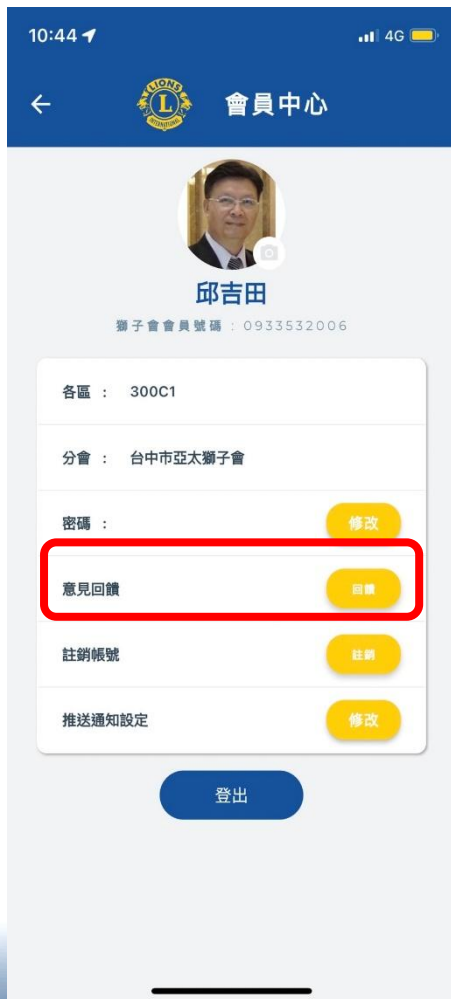 10:44
4G
LIONS
L
INTERNATIONAL
會員中心
邱吉田
獅子會會員號碼 : 0933532006
各區 : 300C1
分會 : 台中市亞太獅子會
密碼 : 修改
意見回饋 回饋
註銷帳號 註銷
推送通知設定 修改
登出